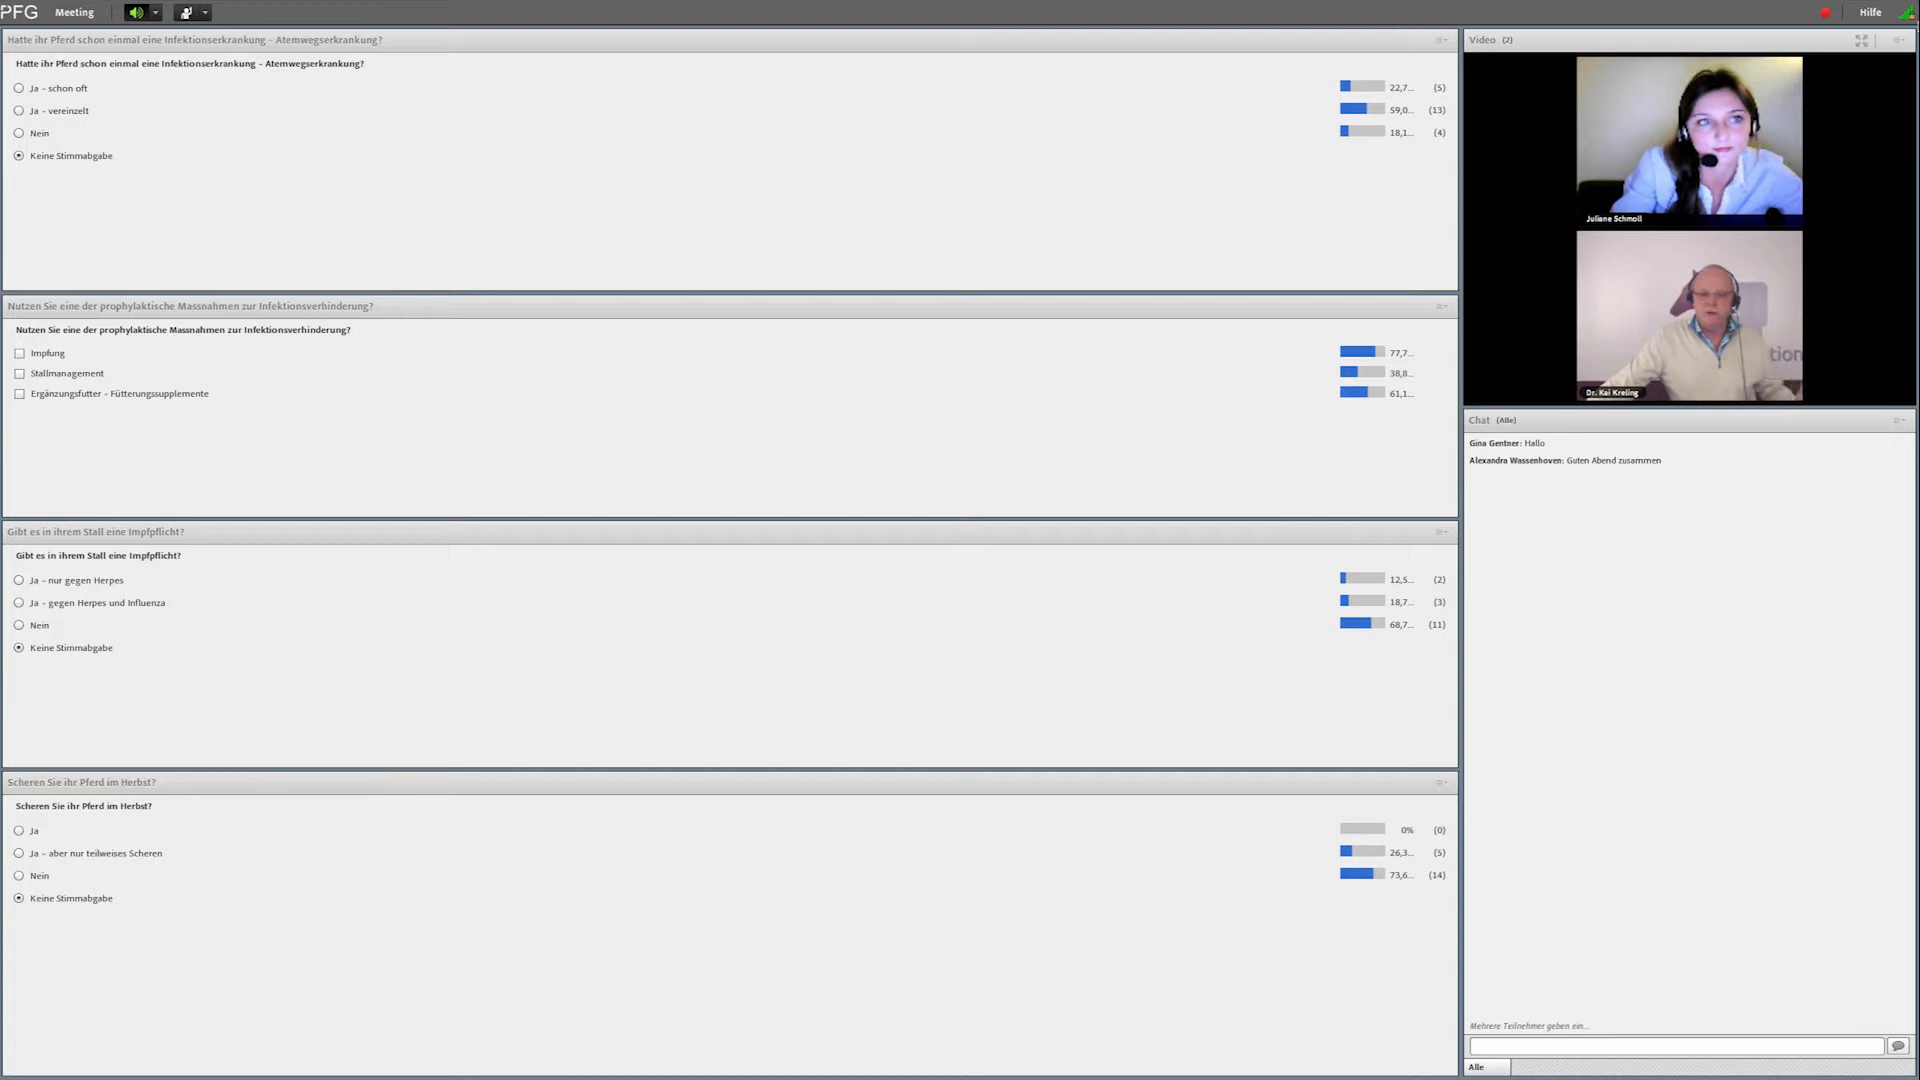 PFG Meeting Hilfe
Hatte ihr Pferd schon einmal eine Infektionserkrankung - Atemwegserkrankung?
Hatte ihr Pferd schon einmal eine Infektionserkrankung - Atemwegserkrankung?
Ja - schon oft 22,7... (5)
Ja - vereinzelt 59,0... (13)
Nein 18,1... (4)
Keine Stimmabgabe
Nutzen Sie eine der prophylaktische Massnahmen zur Infektionsverhinderung?
Nutzen Sie eine der prophylaktische Massnahmen zur Infektionsverhinderung?
Impfung 77,7...
Stallmanagement 38,8...
Ergänzungsfutter - Fütterungssupplemente 61,1...
Gibt es in ihrem Stall eine Impfpflicht?
Gibt es in ihrem Stall eine Impfpflicht?
Ja - nur gegen Herpes 12,5... (2)
Ja - gegen Herpes und Influenza 18,7... (3)
Nein 68,7... (11)
Keine Stimmabgabe
Scheren Sie ihr Pferd im Herbst?
Scheren Sie ihr Pferd im Herbst?
Ja 0% (0)
Ja - aber nur teilweises Scheren 26,3... (5)
Nein 73,6... (14)
Keine Stimmabgabe
Video (2)
Juliane Schmoll
tion
Dr. Kai Kreling
Chat (Alle)
Gina Gentner: Hallo
Alexandra Wassenhoven: Guten Abend zusammen
Mehrere Teilnehmer geben ein...
Alle